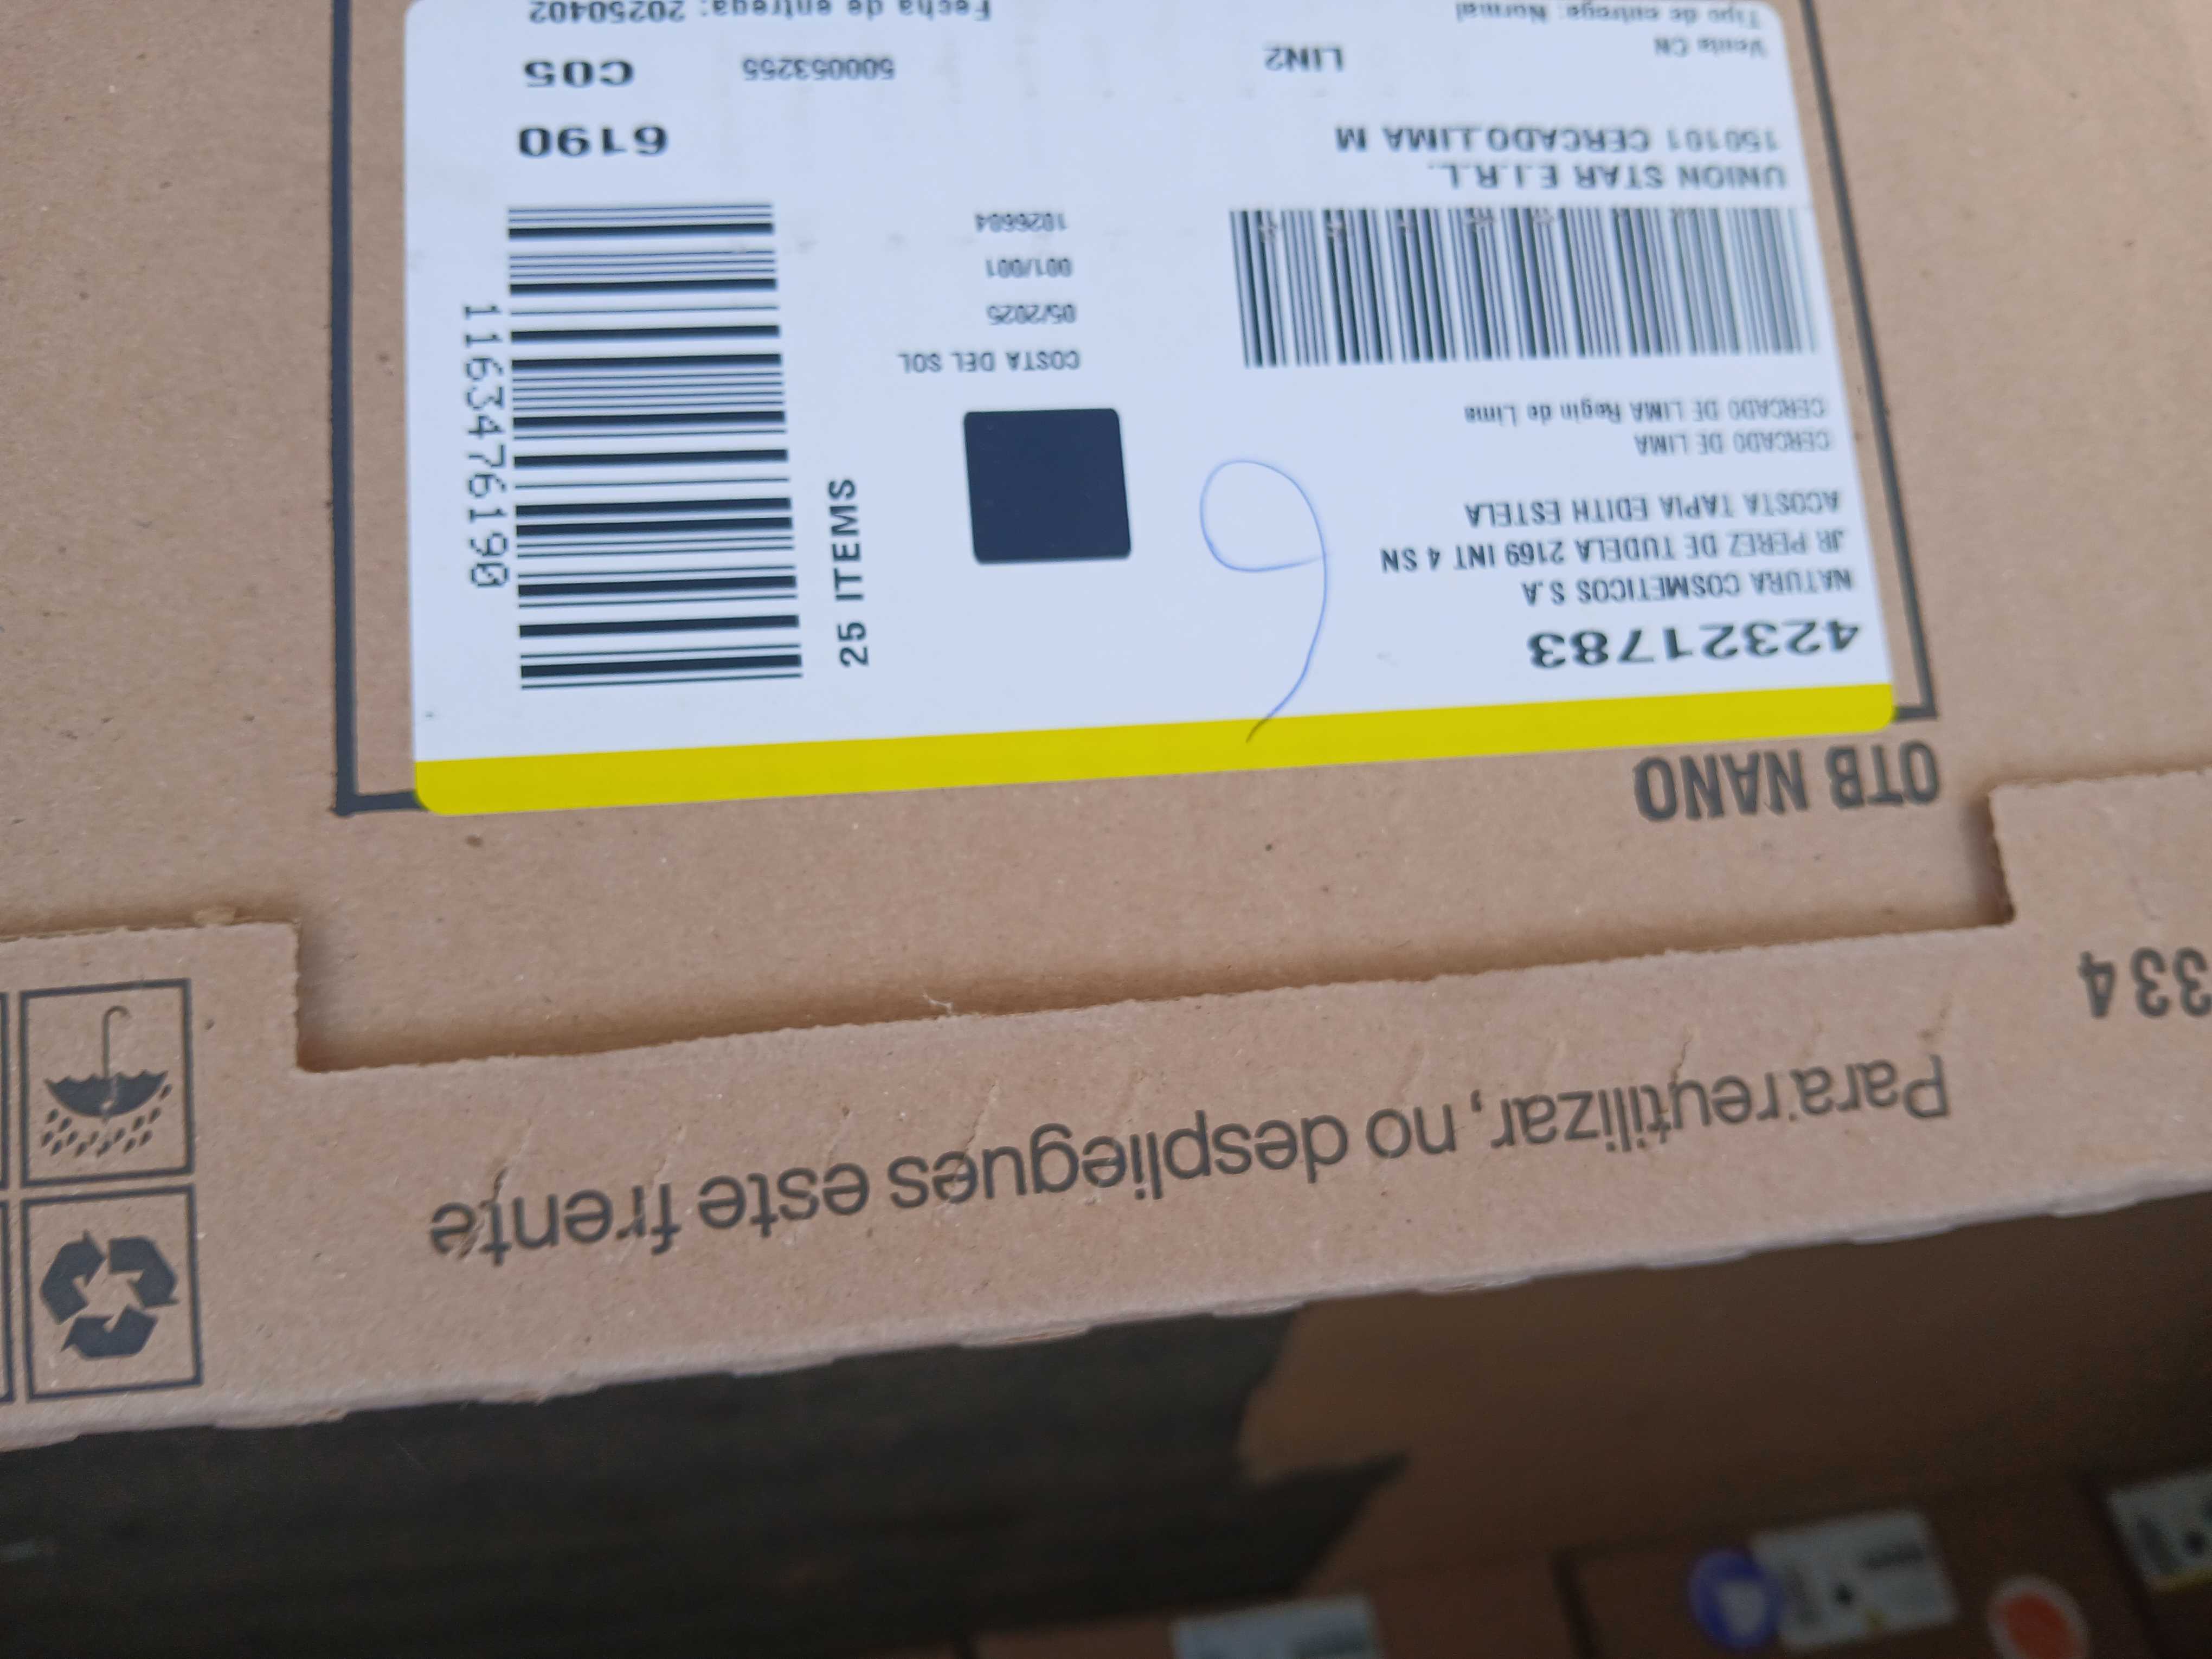 334
Para reutilizar, no despliegues este frente
OTB NANO
42321783
NATURA COSMETICOS S.A
JR PEREZ DE TUDELA 2169 INT 4 SN
ACOSTA TAPIA EDITH ESTELA
CERCADO DE LIMA
CERCADO DE LIMA Regin de Lima
UNION STAR E.I.R.L.
150101 CERCADO.LIMA M
Venta CN
LIN2
Tipo de entrega: Normal
COSTA DEL SOL
05/2025
001/001
1026604
25 ITEMS
1163476190
6190
500053255
C05
Fecha de entrega: 20250402
6